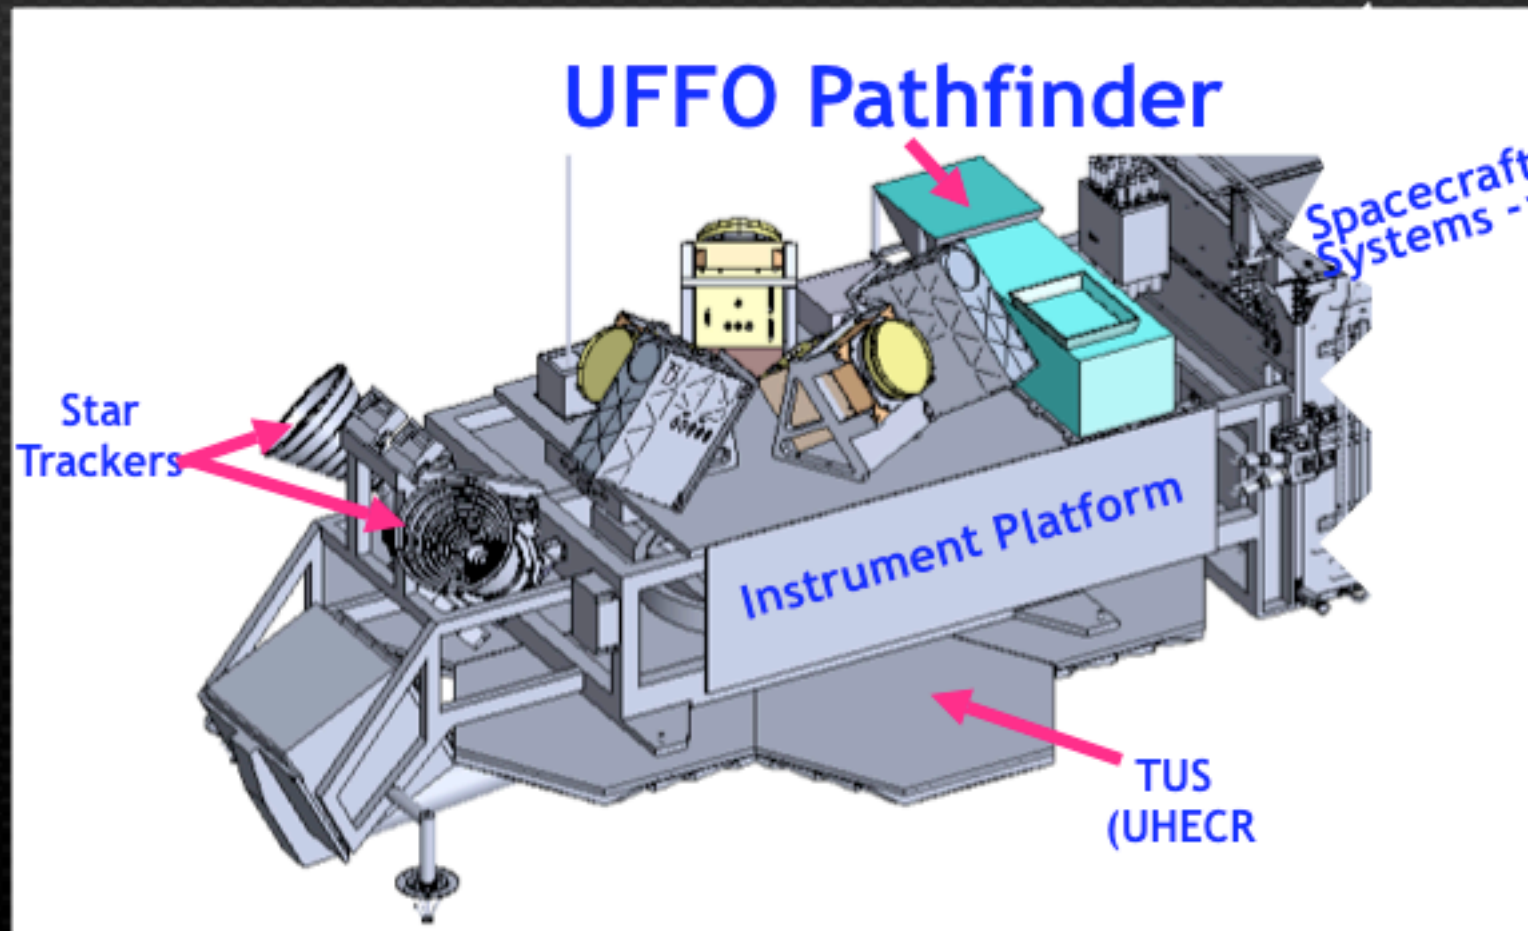 UFFO Pathfinder
Spacecraft
Systems -
Star
Trackers
Instrument Platform
TUS
(UHECR